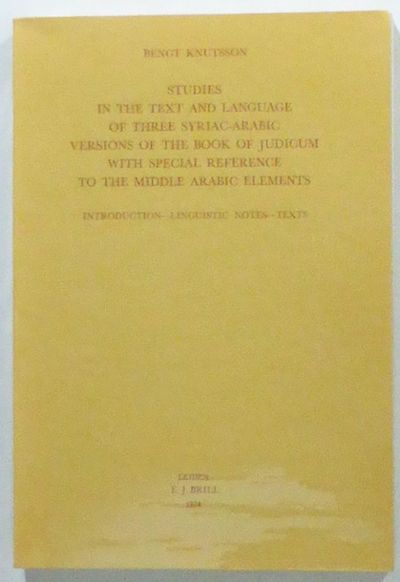 BENGT KNUTSSON
STUDIES
IN THE TEXT AND LANGUAGE
OF THREE SYRIAC-ARABIC
VERSIONS OF THE BOOK OF JUDICUM
WITH SPECIAL REFERENCE
TO THE MIDDLE ARABIC ELEMENTS
INTRODUCTION—LINGUISTIC NOTES—TEXTS
LEIDEN
E. J. BRILL
1974